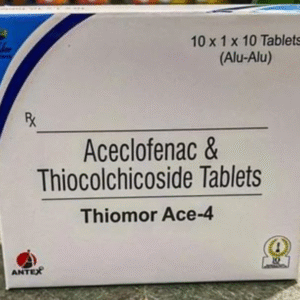 10 x 1 x 10 Tablets
(Alu-Alu)
Rx
Aceclofenac &
Thiocolchicoside Tablets
Thiomor Ace-4
ANTEX